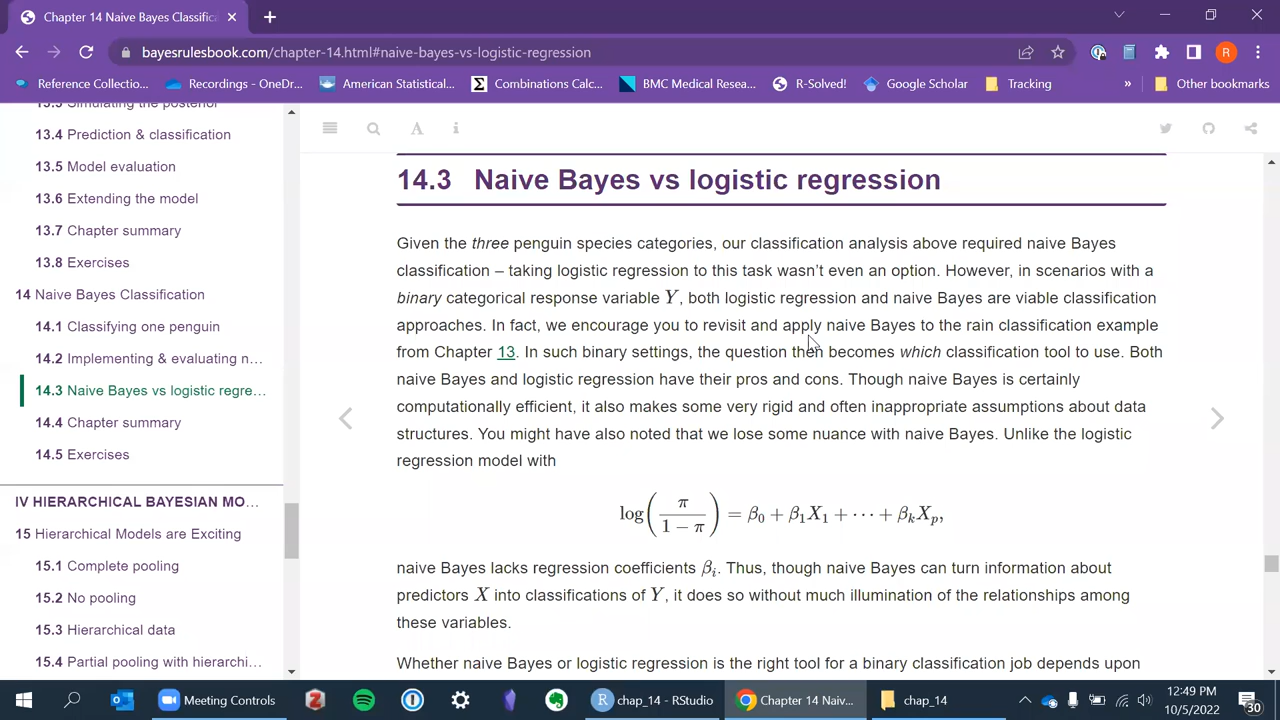 Chapter 14 Naive Bayes Classific
bayesrulesbook.com/chapter-14.html#naive-bayes-vs-logistic-regression
R
Reference Collectio...
Recordings - OneDr...
American Statistical...
Combinations Calc...
BMC Medical Resea...
R-Solved!
Google Scholar
Tracking
»
Other bookmarks
13.3 Simulating the posterior
13.4 Prediction & classification
13.5 Model evaluation
13.6 Extending the model
13.7 Chapter summary
13.8 Exercises
14 Naive Bayes Classification
14.1 Classifying one penguin
14.2 Implementing & evaluating n...
14.3 Naive Bayes vs logistic regre...
14.4 Chapter summary
14.5 Exercises
IV HIERARCHICAL BAYESIAN MO...
15 Hierarchical Models are Exciting
15.1 Complete pooling
15.2 No pooling
15.3 Hierarchical data
15.4 Partial pooling with hierarchi...
14.3 Naive Bayes vs logistic regression
Given the three penguin species categories, our classification analysis above required naive Bayes
classification – taking logistic regression to this task wasn't even an option. However, in scenarios with a
binary categorical response variable Y, both logistic regression and naive Bayes are viable classification
approaches. In fact, we encourage you to revisit and apply naive Bayes to the rain classification example
from Chapter 13. In such binary settings, the question then becomes which classification tool to use. Both
naive Bayes and logistic regression have their pros and cons. Though naive Bayes is certainly
computationally efficient, it also makes some very rigid and often inappropriate assumptions about data
structures. You might have also noted that we lose some nuance with naive Bayes. Unlike the logistic
regression model with
log(π/(1 − π)) = β₀ + β₁X₁ + ⋯ + βₖXₚ,
naive Bayes lacks regression coefficients βᵢ. Thus, though naive Bayes can turn information about
predictors X into classifications of Y, it does so without much illumination of the relationships among
these variables.
Whether naive Bayes or logistic regression is the right tool for a binary classification job depends upon
Meeting Controls
chap_14 - RStudio
Chapter 14 Naiv...
chap_14
12:49 PM
10/5/2022
30